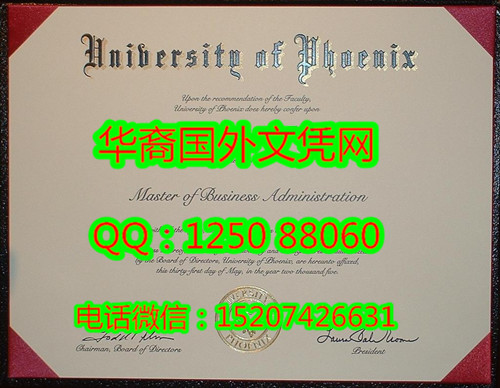 University of Phoenix
Upon the recommendation of the Faculty,
University of Phoenix does hereby confer upon
华裔国外文凭网
Master of Business Administration
QQ：1250 88060
by the Board of Directors, University of Phoenix, are hereunto affixed,
this thirty-first day of May, in the year two thousand five.
电话微信：15207426631
Chairman, Board of Directors
President
UNIVERSITY
PHOENIX